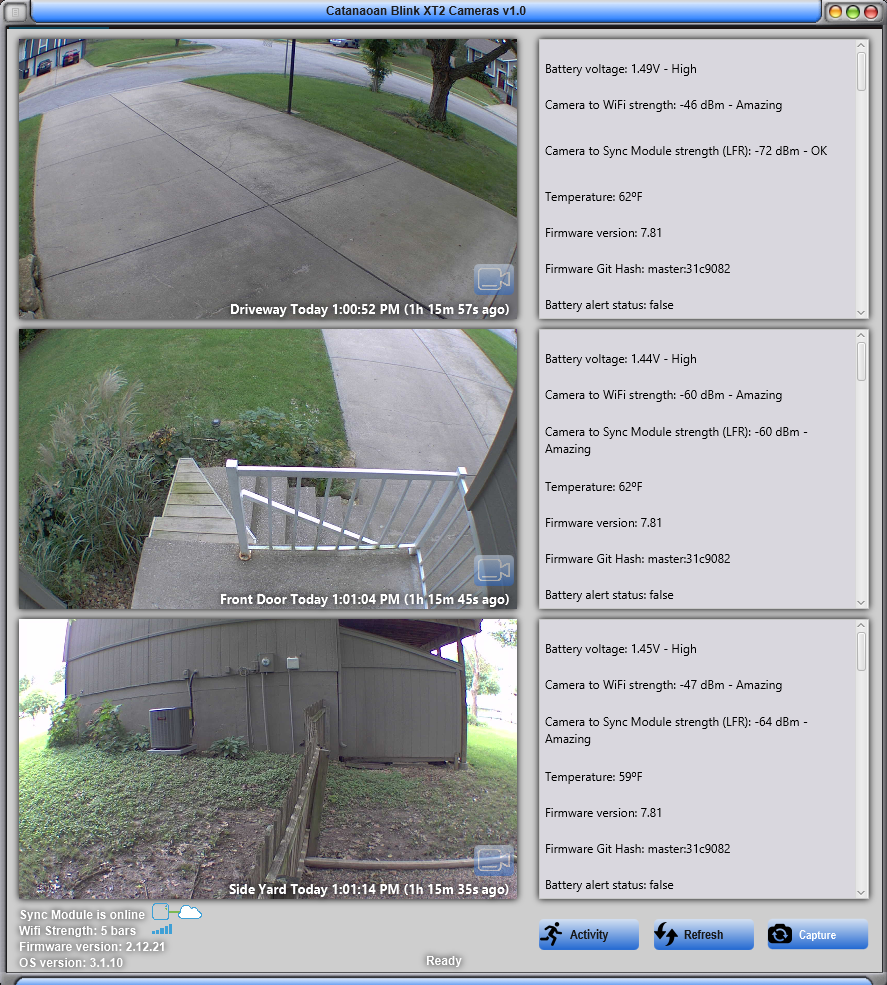 Catanaoan Blink XT2 Cameras v1.0
Driveway Today 1:00:52 PM (1h 15m 57s ago)
Battery voltage: 1.49V - High
Camera to WiFi strength: -46 dBm - Amazing
Camera to Sync Module strength (LFR): -72 dBm - OK
Temperature: 62ºF
Firmware version: 7.81
Firmware Git Hash: master:31c9082
Battery alert status: false
Front Door Today 1:01:04 PM (1h 15m 45s ago)
Battery voltage: 1.44V - High
Camera to WiFi strength: -60 dBm - Amazing
Camera to Sync Module strength (LFR): -60 dBm -
Amazing
Temperature: 62ºF
Firmware version: 7.81
Firmware Git Hash: master:31c9082
Battery alert status: false
Side Yard Today 1:01:14 PM (1h 15m 35s ago)
Battery voltage: 1.45V - High
Camera to WiFi strength: -47 dBm - Amazing
Camera to Sync Module strength (LFR): -64 dBm -
Amazing
Temperature: 59ºF
Firmware version: 7.81
Firmware Git Hash: master:31c9082
Battery alert status: false
Sync Module is online
Wifi Strength: 5 bars
Firmware version: 2.12.21
OS version: 3.1.10
Ready
Activity
Refresh
Capture